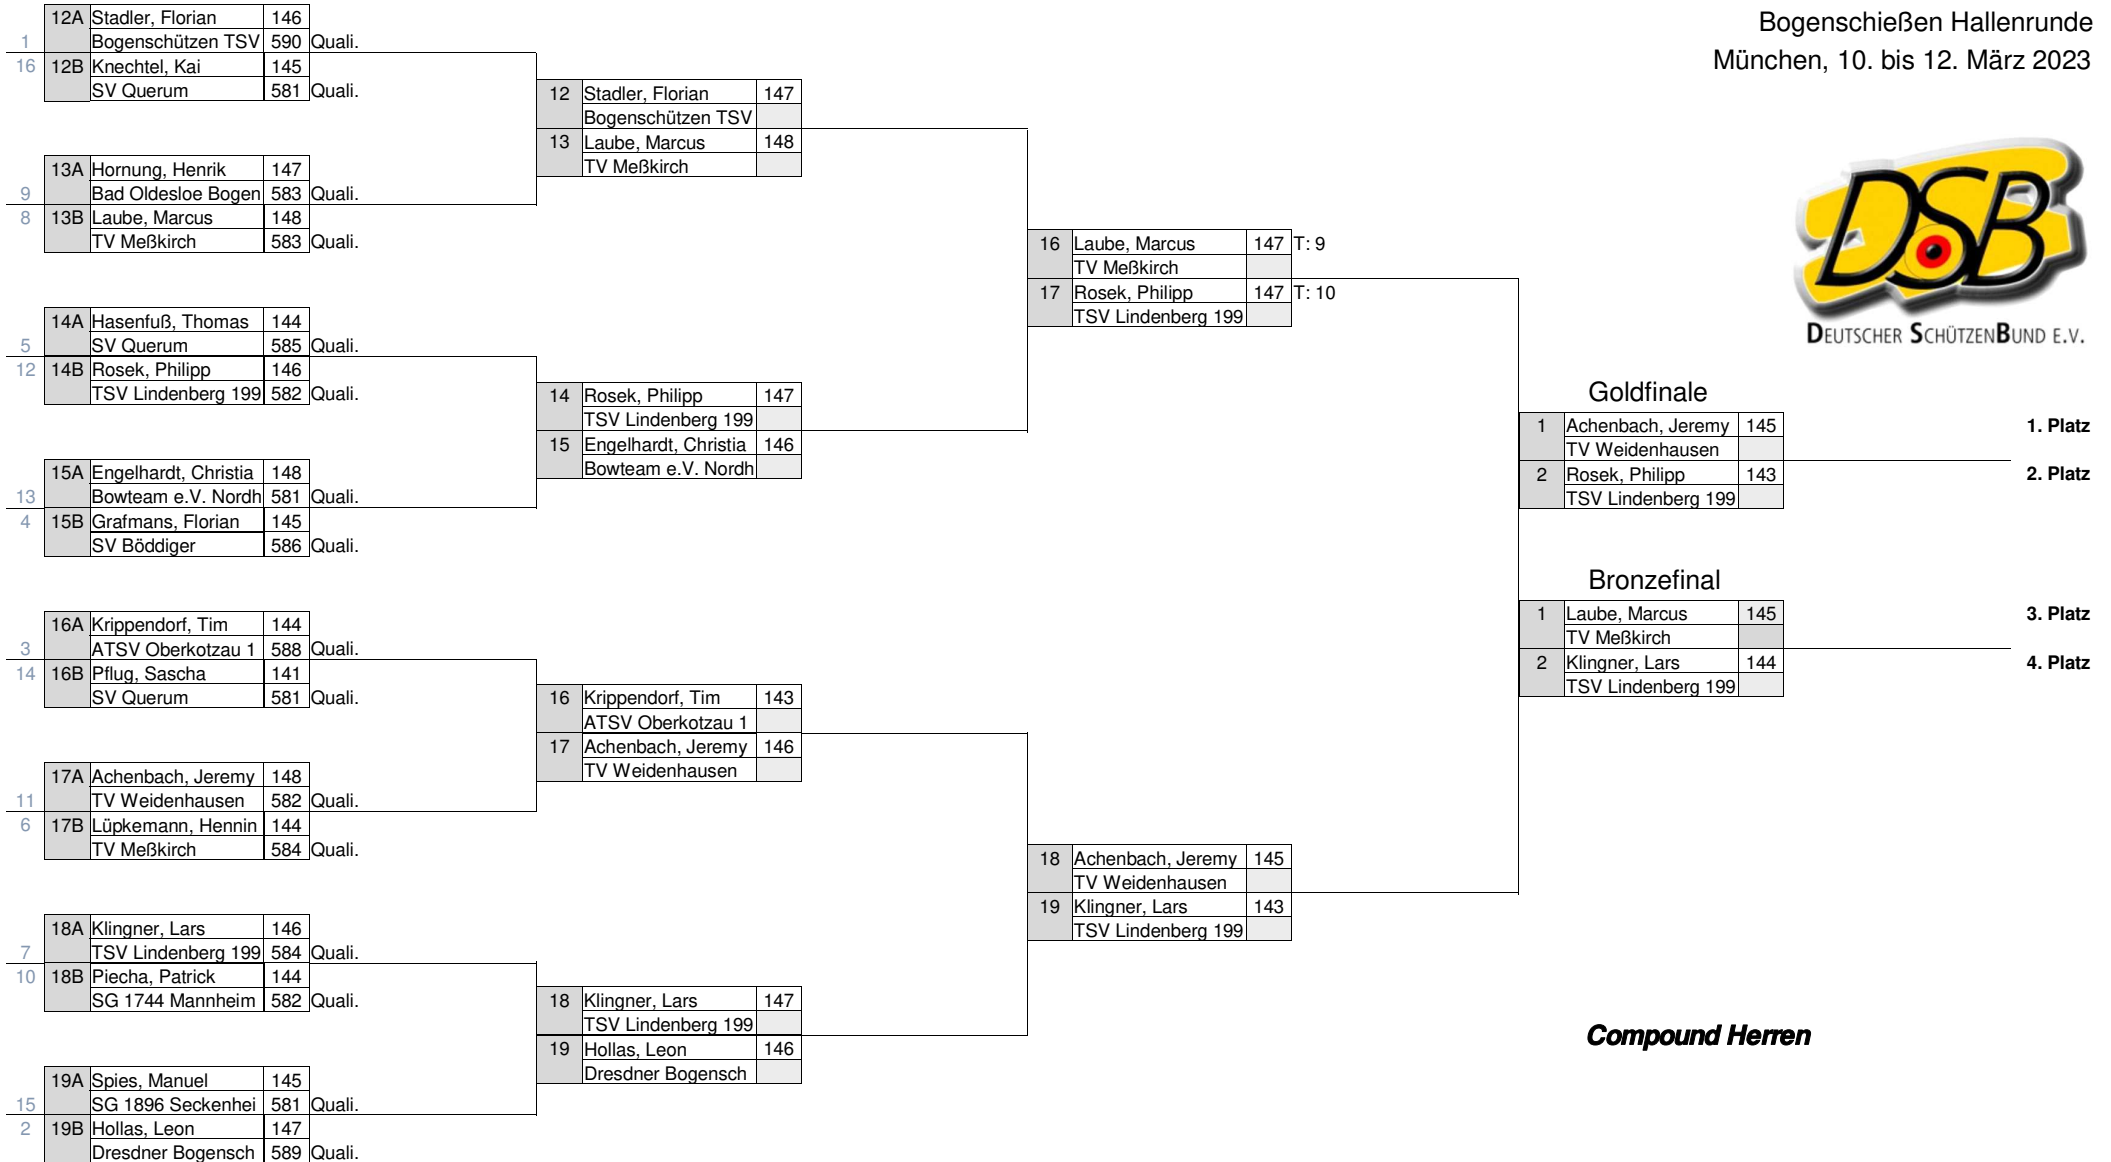 Bogenschießen Hallenrunde
München, 10. bis 12. März 2023
DSB
DEUTSCHER SCHÜTZENBUND E.V.
12A Stadler, Florian 146
1 Bogenschützen TSV 590 Quali.
16 12B Knechtel, Kai 145
SV Querum 581 Quali.
13A Hornung, Henrik 147
9 Bad Oldesloe Bogen 583 Quali.
8 13B Laube, Marcus 148
TV Meßkirch 583 Quali.
14A Hasenfuß, Thomas 144
5 SV Querum 585 Quali.
12 14B Rosek, Philipp 146
TSV Lindenberg 199 582 Quali.
15A Engelhardt, Christia 148
13 Bowteam e.V. Nordh 581 Quali.
4 15B Grafmans, Florian 145
SV Böddiger 586 Quali.
16A Krippendorf, Tim 144
3 ATSV Oberkotzau 1 588 Quali.
14 16B Pflug, Sascha 141
SV Querum 581 Quali.
17A Achenbach, Jeremy 148
11 TV Weidenhausen 582 Quali.
6 17B Lüpkemann, Hennin 144
TV Meßkirch 584 Quali.
18A Klingner, Lars 146
7 TSV Lindenberg 199 584 Quali.
10 18B Piecha, Patrick 144
SG 1744 Mannheim 582 Quali.
19A Spies, Manuel 145
15 SG 1896 Seckenhei 581 Quali.
2 19B Hollas, Leon 147
Dresdner Bogensch 589 Quali.
12 Stadler, Florian 147
Bogenschützen TSV
13 Laube, Marcus 148
TV Meßkirch
14 Rosek, Philipp 147
TSV Lindenberg 199
15 Engelhardt, Christia 146
Bowteam e.V. Nordh
16 Krippendorf, Tim 143
ATSV Oberkotzau 1
17 Achenbach, Jeremy 146
TV Weidenhausen
18 Klingner, Lars 147
TSV Lindenberg 199
19 Hollas, Leon 146
Dresdner Bogensch
16 Laube, Marcus 147 T: 9
TV Meßkirch
17 Rosek, Philipp 147 T: 10
TSV Lindenberg 199
18 Achenbach, Jeremy 145
TV Weidenhausen
19 Klingner, Lars 143
TSV Lindenberg 199
Goldfinale
1 Achenbach, Jeremy 145 1. Platz
TV Weidenhausen
2 Rosek, Philipp 143 2. Platz
TSV Lindenberg 199
Bronzefinal
1 Laube, Marcus 145 3. Platz
TV Meßkirch
2 Klingner, Lars 144 4. Platz
TSV Lindenberg 199
Compound Herren